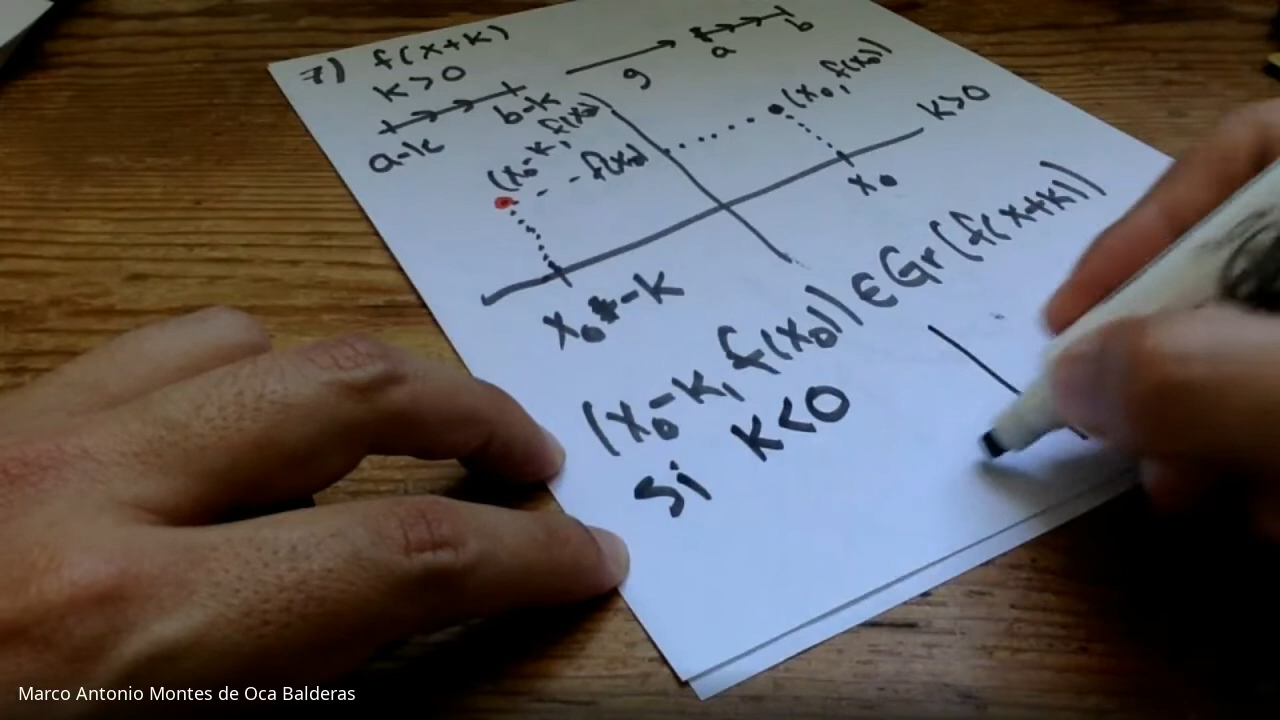 7) f(x+k)
k>0
a-k b-k
g
a b
(x₀-k, f(x₀))
f(x₀)
(x₀, f(x₀))
k>0
x₀
x₀-k
(x₀-k, f(x₀)) ∈ Gr(f(x+k))
Si k<0
Marco Antonio Montes de Oca Balderas